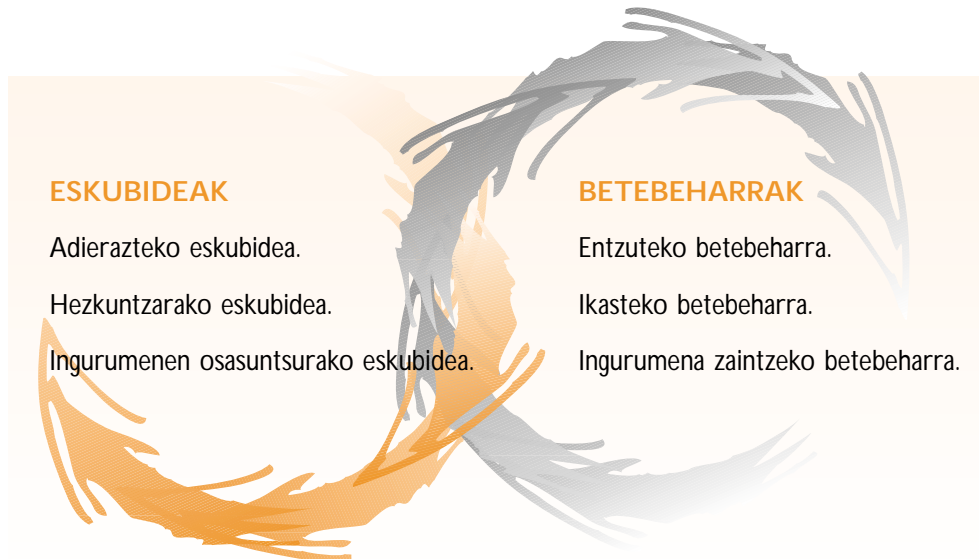 ESKUBIDEAK
Adierazteko eskubidea.
Hezkuntzarako eskubidea.
Ingurumenen osasuntsurako eskubidea.
BETEBEHARRAK
Entzuteko betebeharra.
Ikasteko betebeharra.
Ingurumena zaintzeko betebeharra.